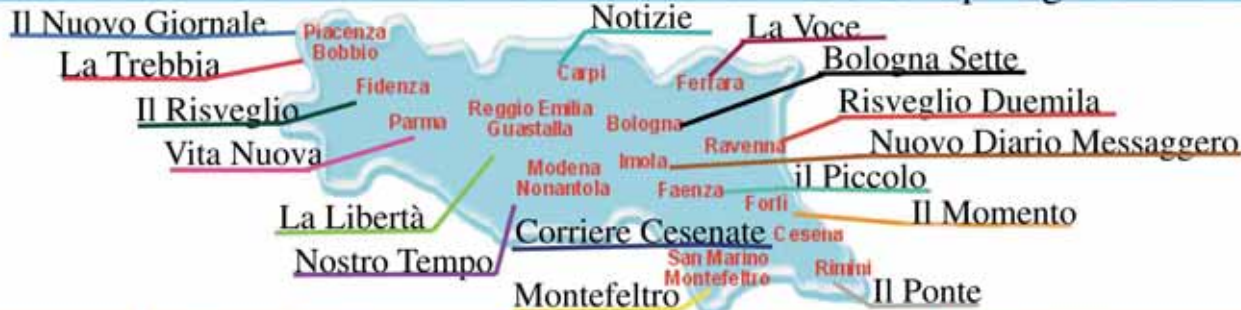 Il Nuovo Giornale
La Trebbia
Il Risveglio
Vita Nuova
La Libertà
Nostro Tempo
Corriere Cesenate
Montefeltro
Notizie
La Voce
Bologna Sette
Risveglio Duemila
Nuovo Diario Messaggero
il Piccolo
Il Momento
Il Ponte
Piacenza
Bobbio
Fidenza
Parma
Reggio Emilia
Guastalla
Carpi
Modena
Nonantola
Bologna
Ferrara
Imola
Ravenna
Faenza
Forlì
Cesena
San Marino
Montefeltro
Rimini